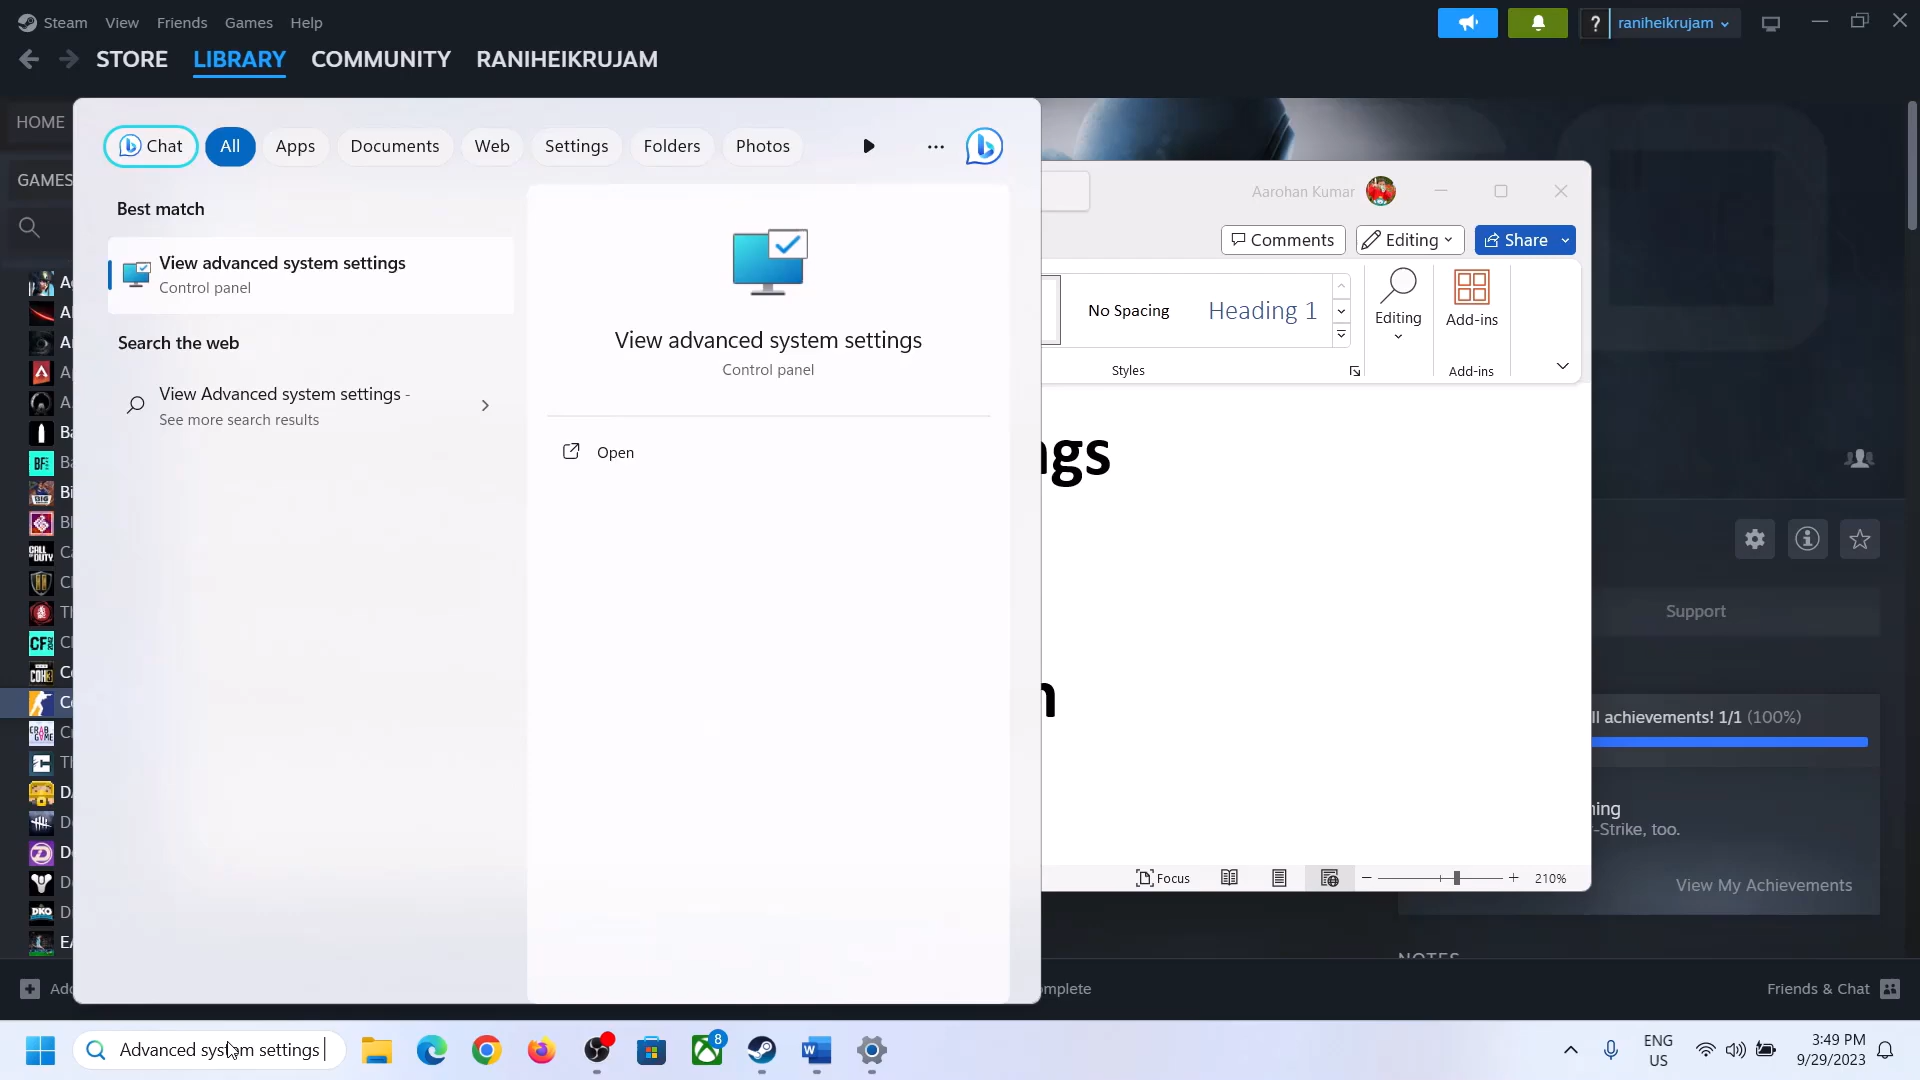 Steam View Friends Games Help
raniheikrujam
STORE LIBRARY COMMUNITY RANIHEIKRUJAM
HOME
GAMES
Chat All Apps Documents Web Settings Folders Photos
Best match
View advanced system settings
Control panel
Search the web
View Advanced system settings -
See more search results
View advanced system settings
Control panel
Open
Aarohan Kumar
Comments Editing Share
No Spacing Heading 1
Editing
Add-ins
Styles
Add-ins
ngs
n
Focus
210%
Support
ll achievements! 1/1 (100%)
-Strike, too.
View My Achievements
Friends & Chat
Advanced system settings
8
ENG
US
3:49 PM
9/29/2023